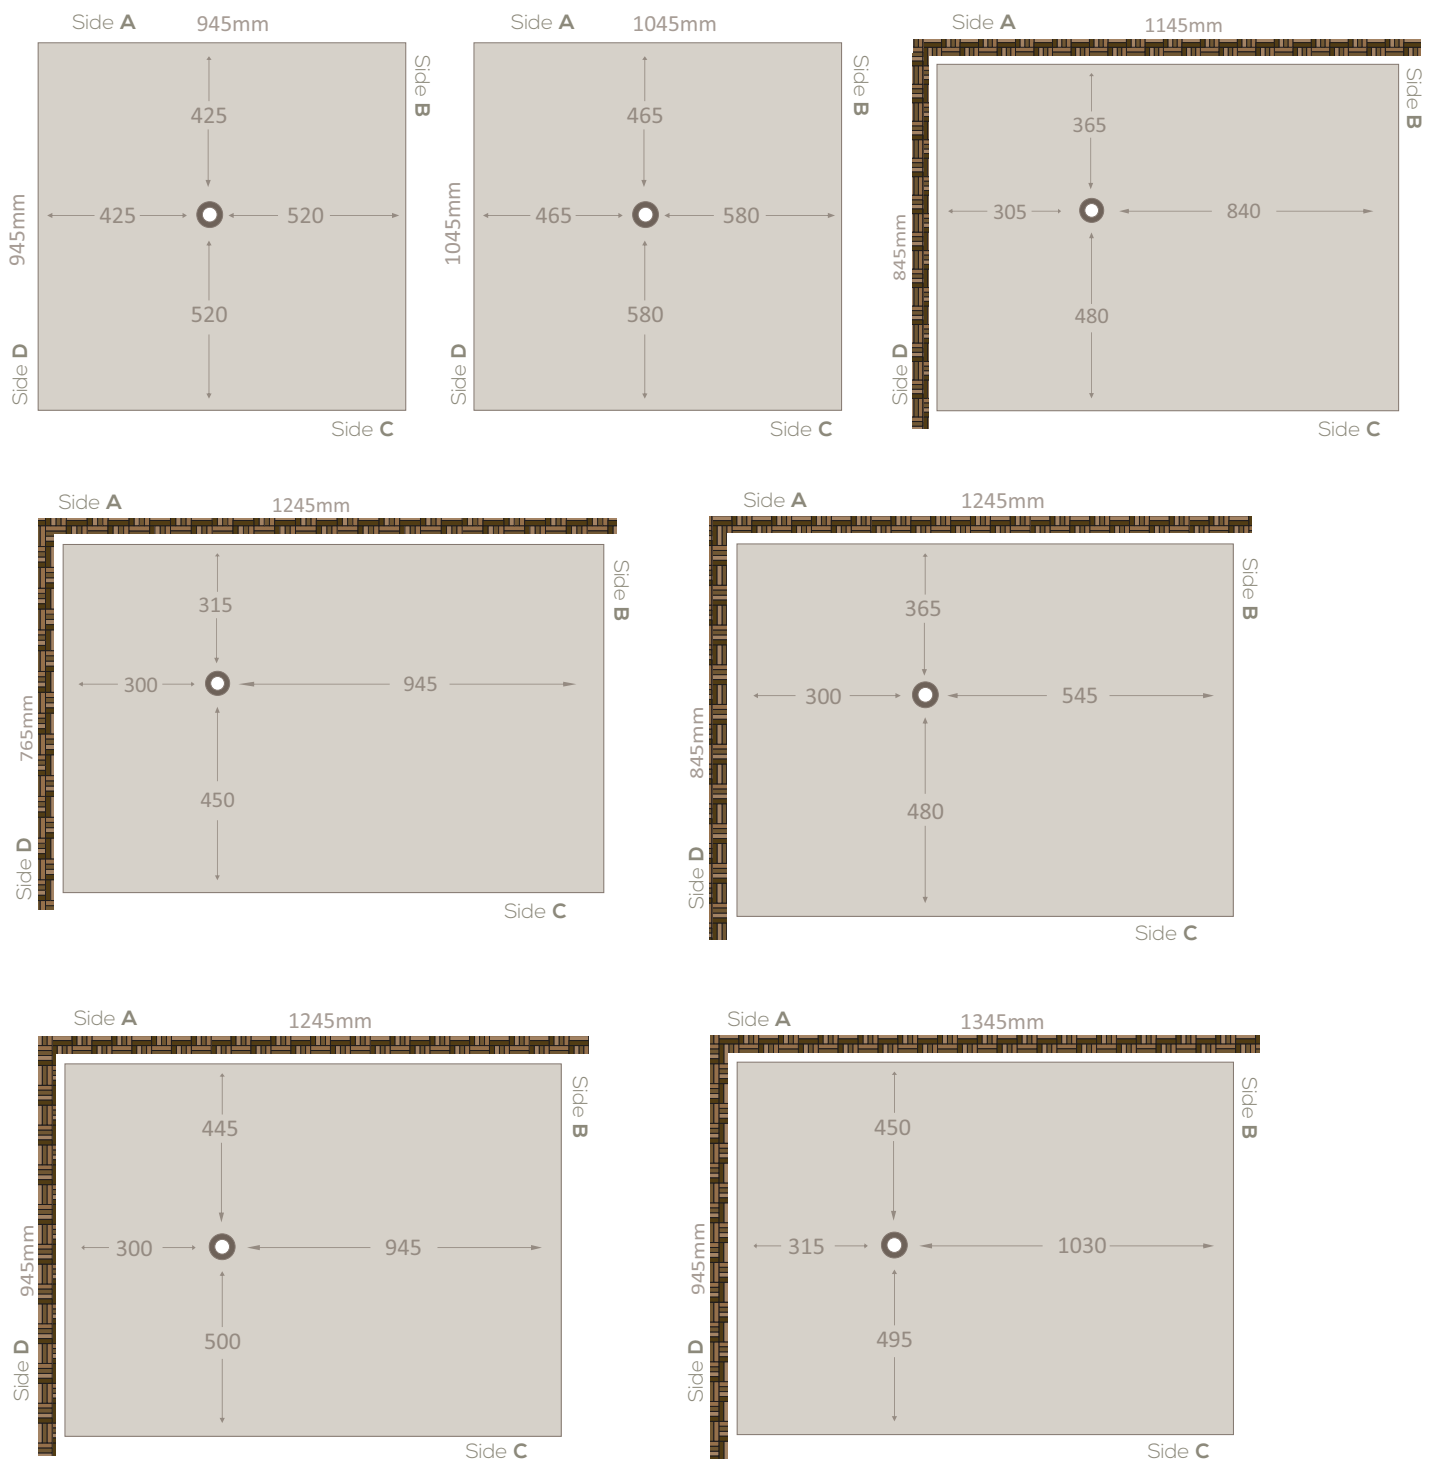 Side A 945mm
Side B
425
425 520
520
945mm
Side D
Side C
Side A 1045mm
Side B
465
465 580
580
1045mm
Side D
Side C
Side A 1145mm
Side B
365
305 840
480
845mm
Side D
Side C
Side A 1245mm
Side B
315
300 945
450
765mm
Side D
Side C
Side A 1245mm
Side B
365
300 545
480
845mm
Side D
Side C
Side A 1245mm
Side B
445
300 945
500
945mm
Side D
Side C
Side A 1345mm
Side B
450
315 1030
495
945mm
Side D
Side C